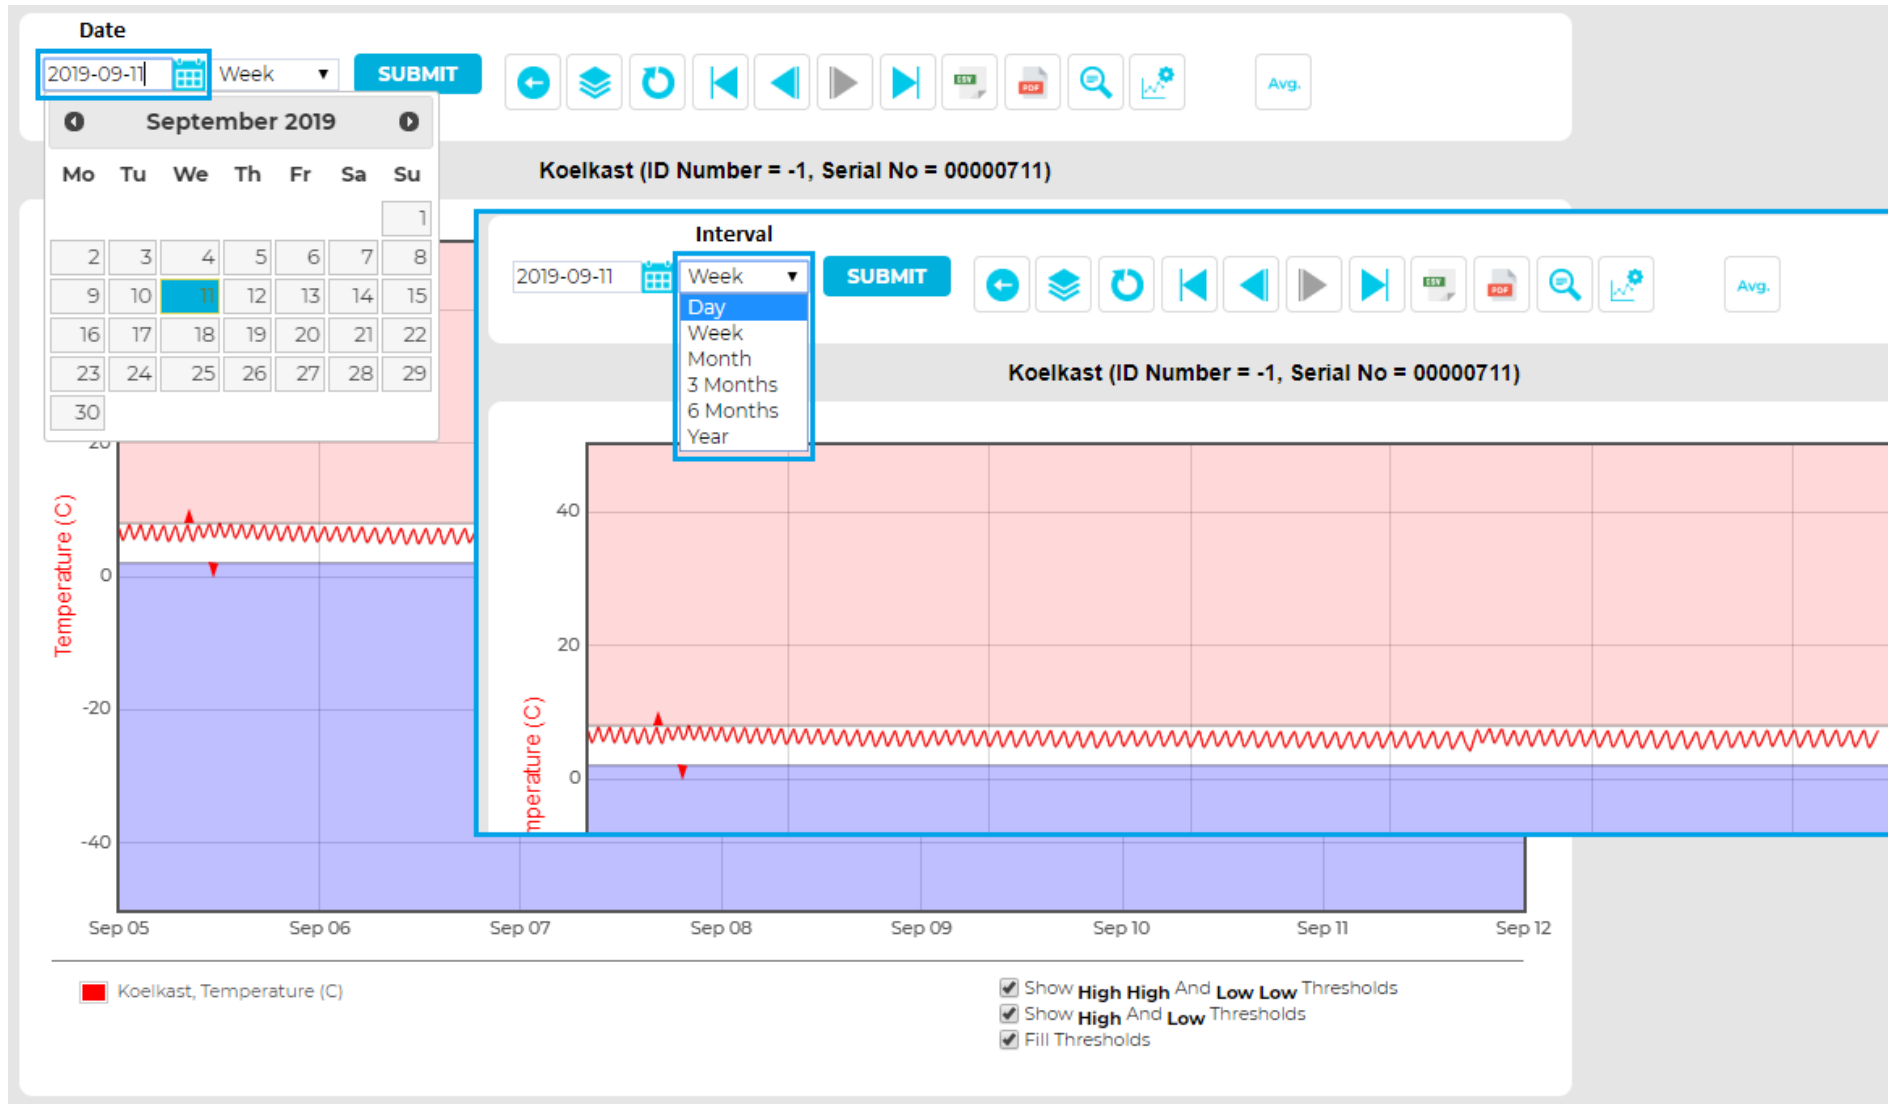 Date
2019-09-11 Week SUBMIT CSV PDF Avg.
September 2019
Mo Tu We Th Fr Sa Su
1
2 3 4 5 6 7 8
9 10 11 12 13 14 15
16 17 18 19 20 21 22
23 24 25 26 27 28 29
30
Koelkast (ID Number = -1, Serial No = 00000711)
20
0
-20
-40
Temperature (C)
Sep 05 Sep 06 Sep 07 Sep 08 Sep 09 Sep 10 Sep 11 Sep 12
Koelkast, Temperature (C)
Show High High And Low Low Thresholds
Show High And Low Thresholds
Fill Thresholds
Interval
2019-09-11 Week SUBMIT CSV PDF Avg.
Day
Week
Month
3 Months
6 Months
Year
Koelkast (ID Number = -1, Serial No = 00000711)
40
20
0
mperature (C)